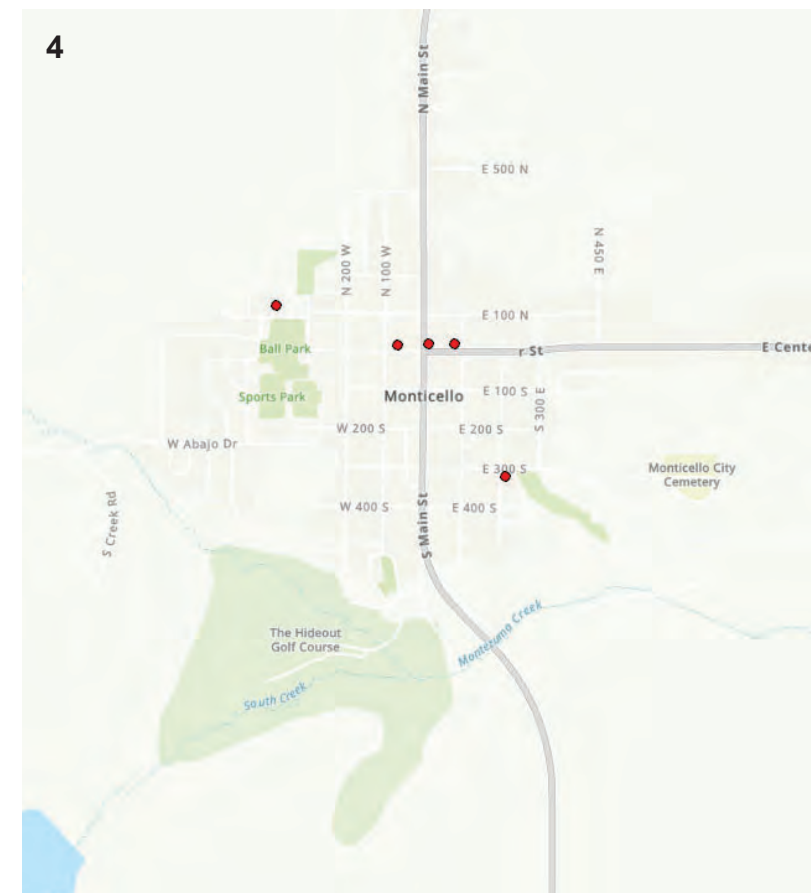 4
N Main St
E 500 N
N 450 E
N 200 W
N 100 W
E 100 N
Ball Park
r St
E Cente
Sports Park
Monticello
E 100 S
S 300 E
W 200 S
E 200 S
W Abajo Dr
E 300 S
Monticello City
Cemetery
S Creek Rd
W 400 S
E 400 S
S Main St
The Hideout
Golf Course
Montezuma Creek
South Creek